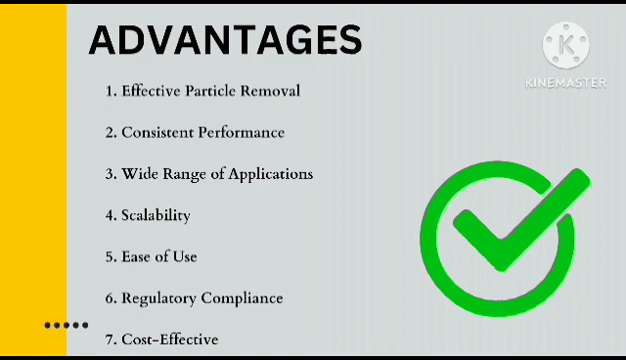 ADVANTAGES
K
KINEMASTER
1. Effective Particle Removal
2. Consistent Performance
3. Wide Range of Applications
4. Scalability
5. Ease of Use
6. Regulatory Compliance
7. Cost-Effective